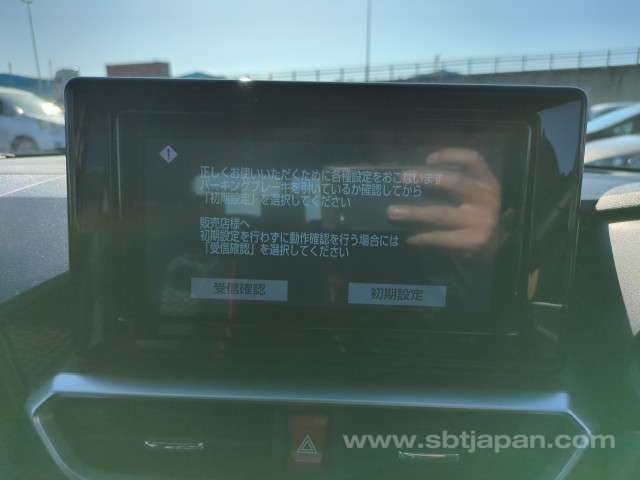 正しくお使いいただくために各種設定をおこないます
パーキングブレーキを引いているか確認してから
「初期設定」を選択してください
販売店様へ
初期設定を行わずに動作確認を行う場合には
「受信確認」を選択してください
受信確認 初期設定
www.sbtjapan.com/